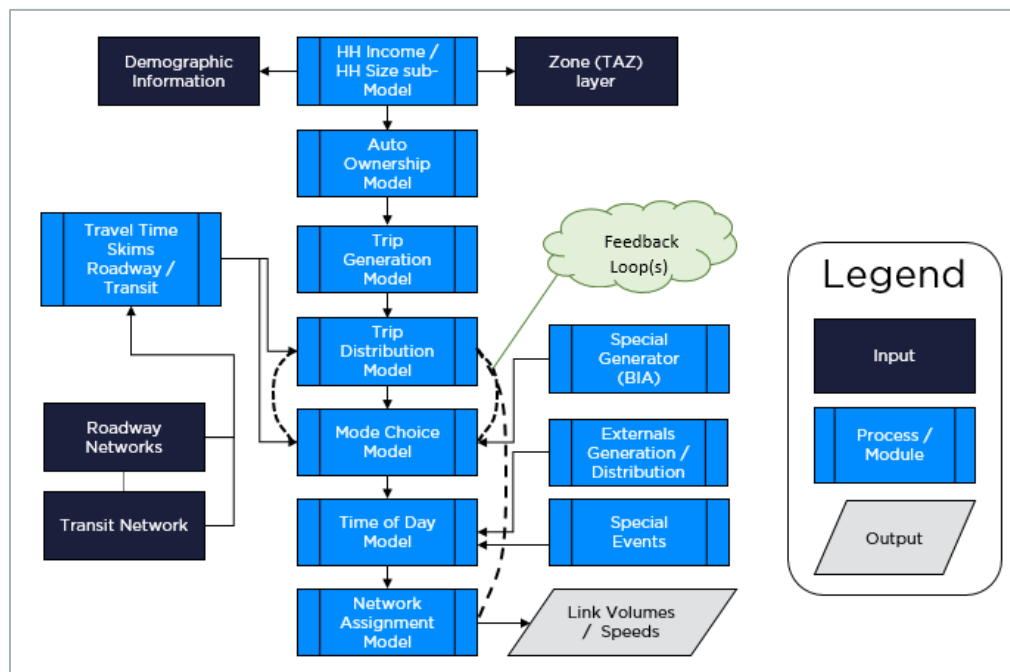 Demographic
Information
HH Income /
HH Size sub-
Model
Zone (TAZ)
layer
Auto
Ownership
Model
Travel Time
Skims
Roadway /
Transit
Trip
Generation
Model
Feedback
Loop(s)
Legend
Input
Trip
Distribution
Model
Special
Generator
(BIA)
Roadway
Networks
Mode Choice
Model
Externals
Generation /
Distribution
Process /
Module
Transit Network
Time of Day
Model
Special
Events
Output
Network
Assignment
Model
Link Volumes
/ Speeds